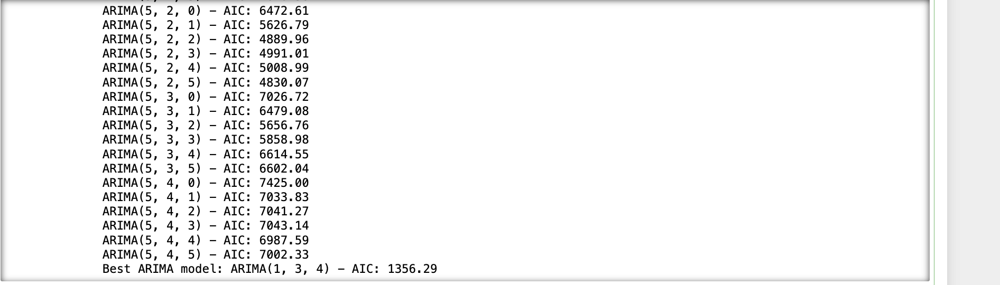 ARIMA(5, 2, 0) – AIC: 6472.61
ARIMA(5, 2, 1) – AIC: 5626.79
ARIMA(5, 2, 2) – AIC: 4889.96
ARIMA(5, 2, 3) – AIC: 4991.01
ARIMA(5, 2, 4) – AIC: 5008.99
ARIMA(5, 2, 5) – AIC: 4830.07
ARIMA(5, 3, 0) – AIC: 7026.72
ARIMA(5, 3, 1) – AIC: 6479.08
ARIMA(5, 3, 2) – AIC: 5656.76
ARIMA(5, 3, 3) – AIC: 5858.98
ARIMA(5, 3, 4) – AIC: 6614.55
ARIMA(5, 3, 5) – AIC: 6602.04
ARIMA(5, 4, 0) – AIC: 7425.00
ARIMA(5, 4, 1) – AIC: 7033.83
ARIMA(5, 4, 2) – AIC: 7041.27
ARIMA(5, 4, 3) – AIC: 7043.14
ARIMA(5, 4, 4) – AIC: 6987.59
ARIMA(5, 4, 5) – AIC: 7002.33
Best ARIMA model: ARIMA(1, 3, 4) – AIC: 1356.29